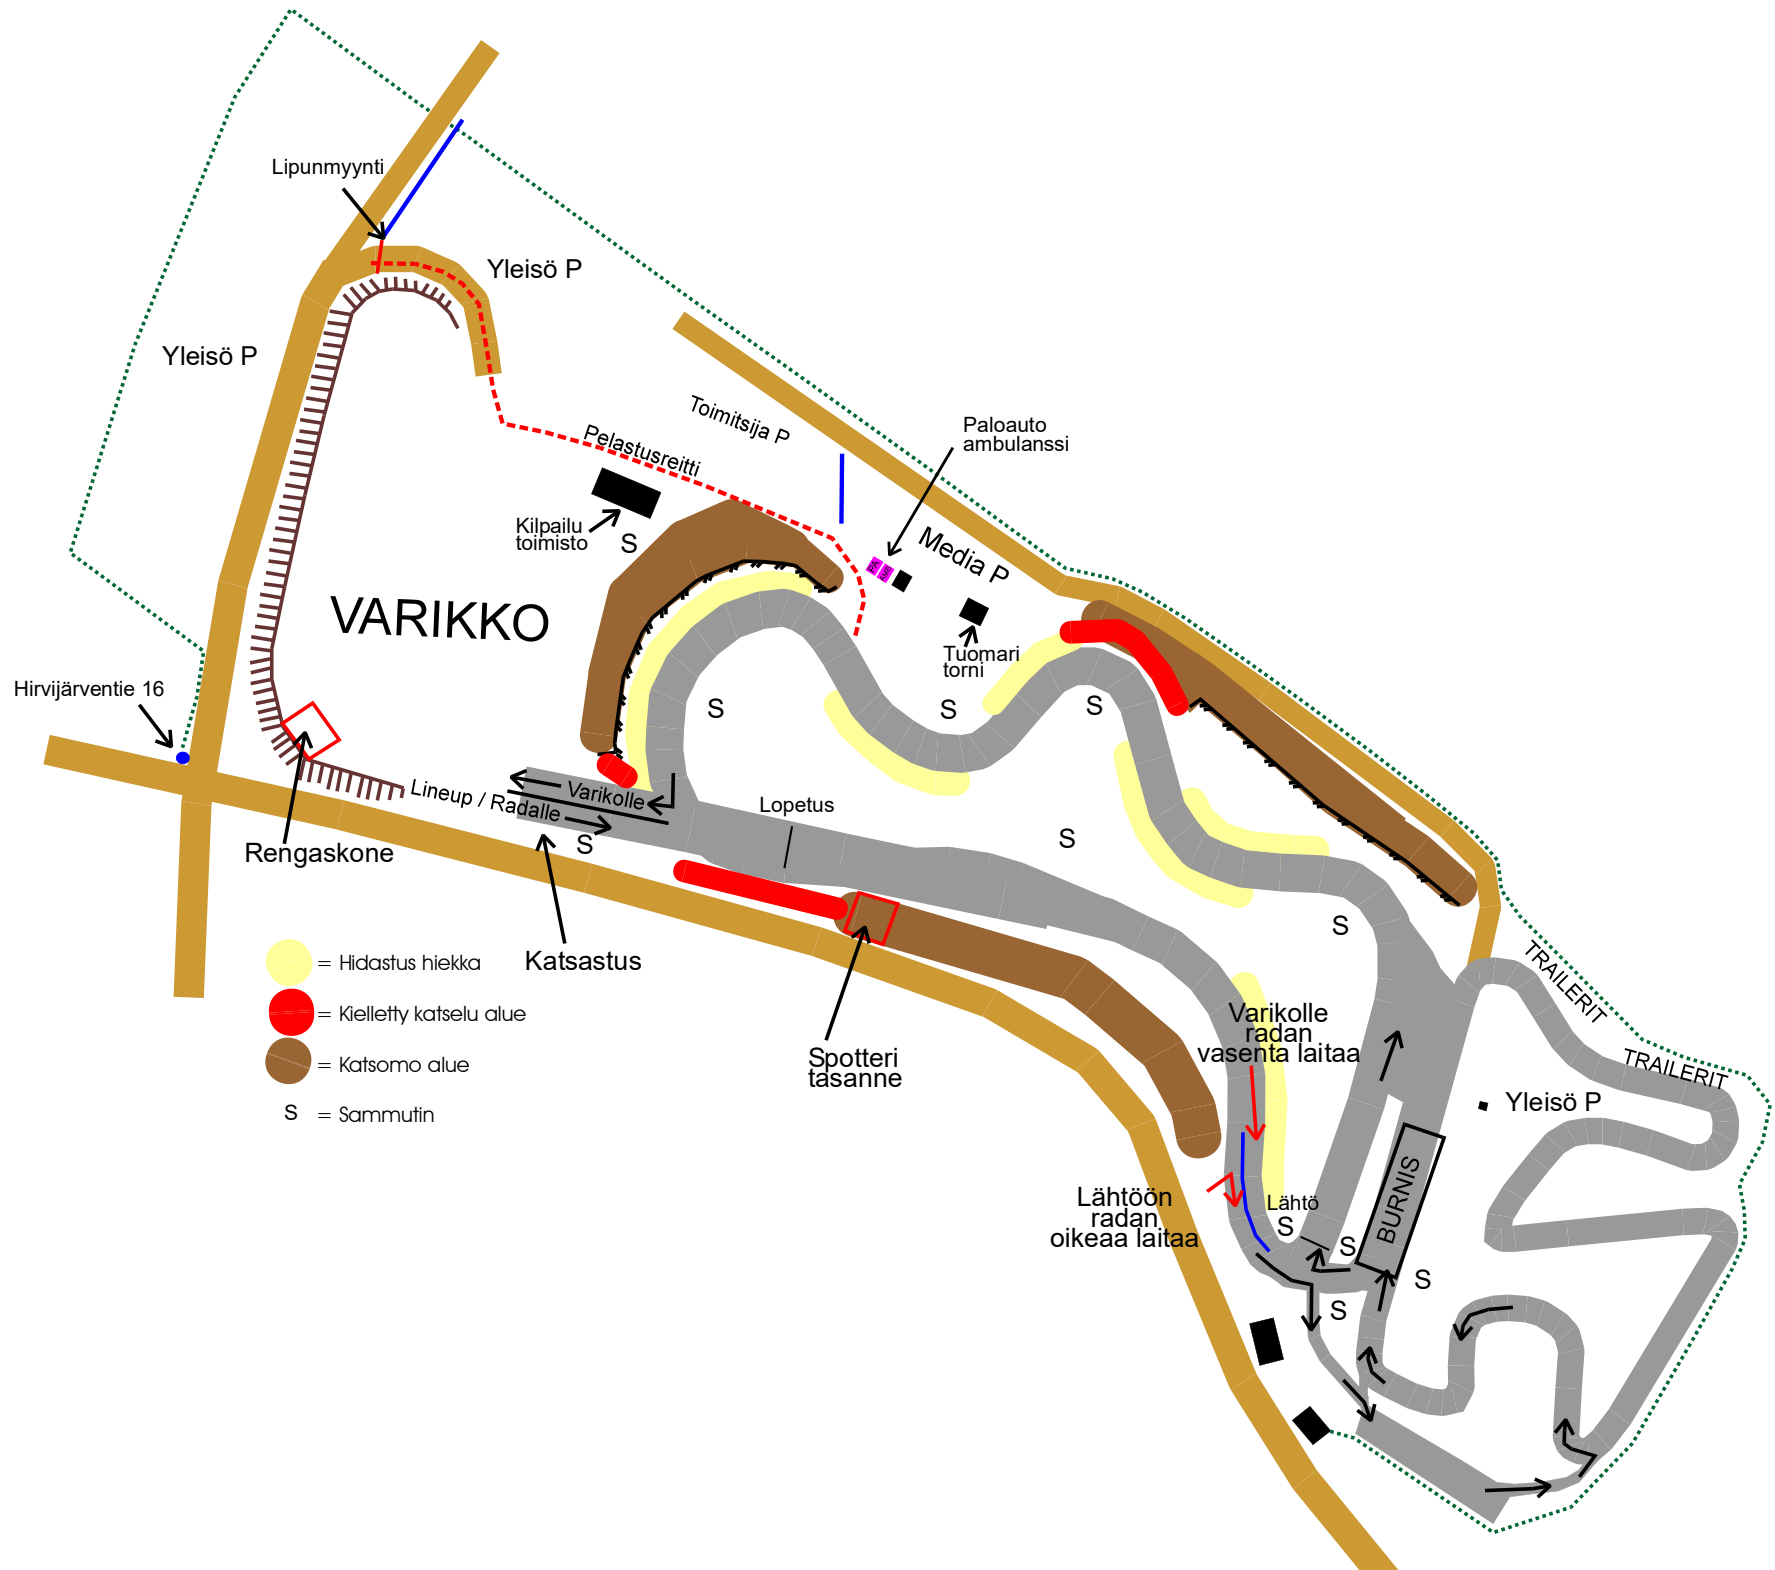 Lipunmyynti
Yleisö P
Yleisö P
Toimitsija P
Pelastusreitti
Paloauto
ambulanssi
Kilpailu
toimisto
S
Media P
PA
VARIKKO
Tuomari
torni
Hirvijärventie 16
S
S
S
Lineup / Radalle
Varikolle
Lopetus
S
S
Rengaskone
S
Katsastus
= Hidastus hiekka
= Kielletty katselu alue
= Katsomo alue
S = Sammutin
Spotteri
tasanne
Varikolle
radan
vasenta laitaa
TRAILERIT
TRAILERIT
Yleisö P
BURNIS
Lähtöön
radan
oikeaa laitaa
Lähtö
S
S
S
S